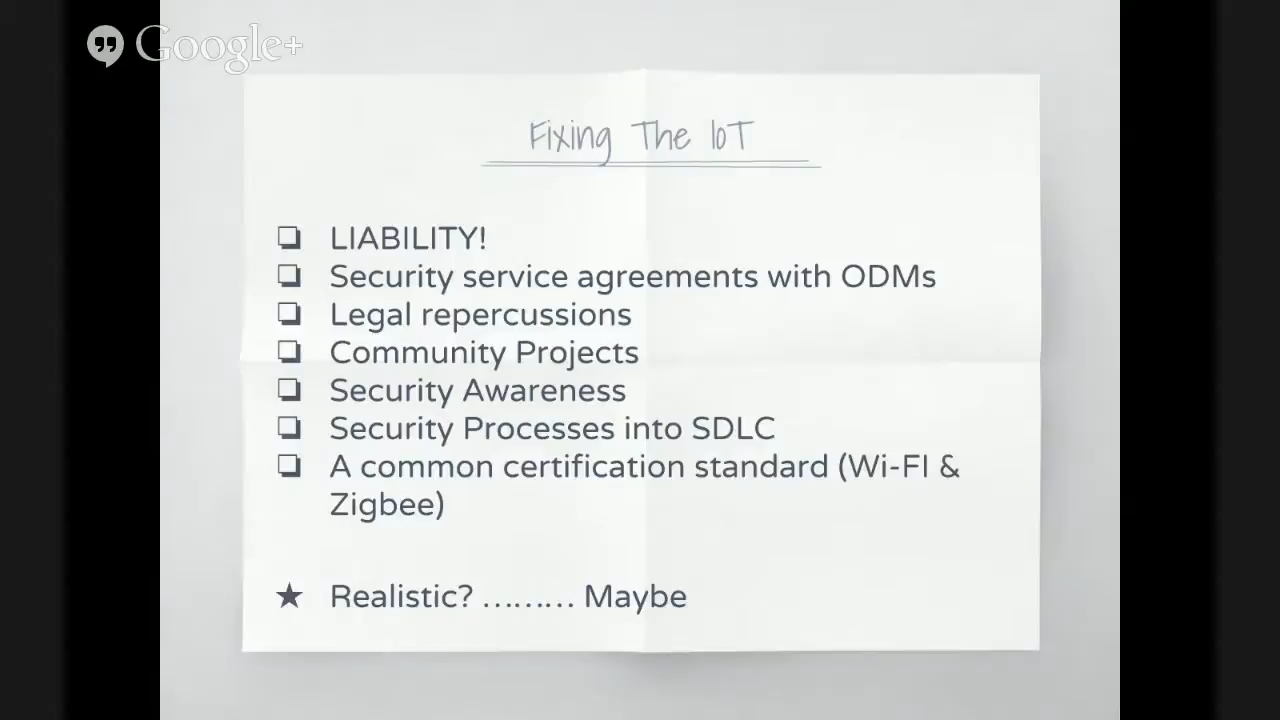 Google+
Fixing The IoT
❏ LIABILITY!
❏ Security service agreements with ODMs
❏ Legal repercussions
❏ Community Projects
❏ Security Awareness
❏ Security Processes into SDLC
❏ A common certification standard (Wi-FI &
Zigbee)
★ Realistic? ……... Maybe